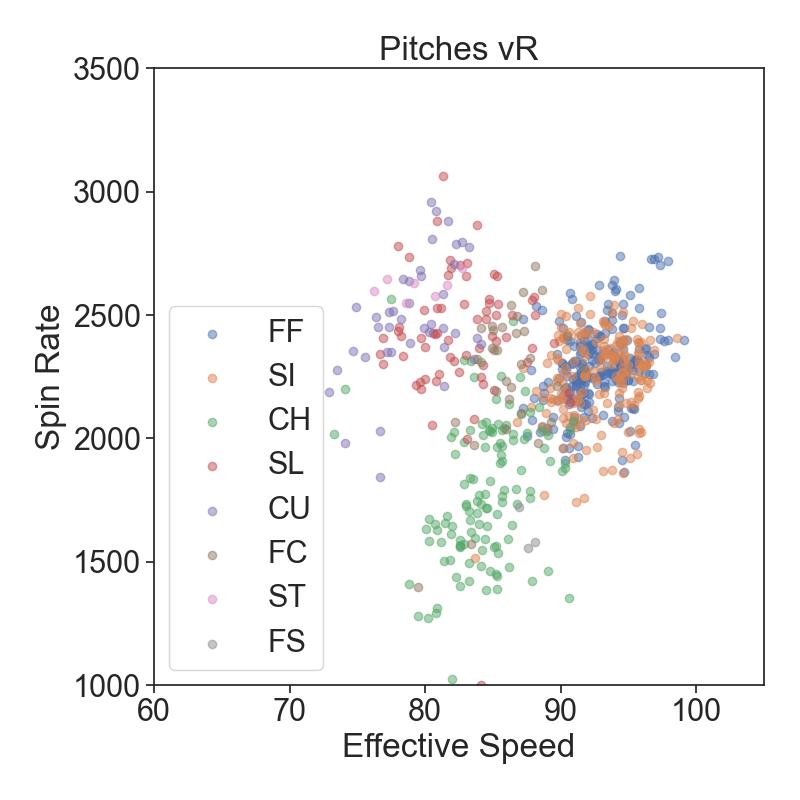 Pitches vR
3500
3000
2500
2000
1500
1000
Spin Rate
FF
SI
CH
SL
CU
FC
ST
FS
60 70 80 90 100
Effective Speed